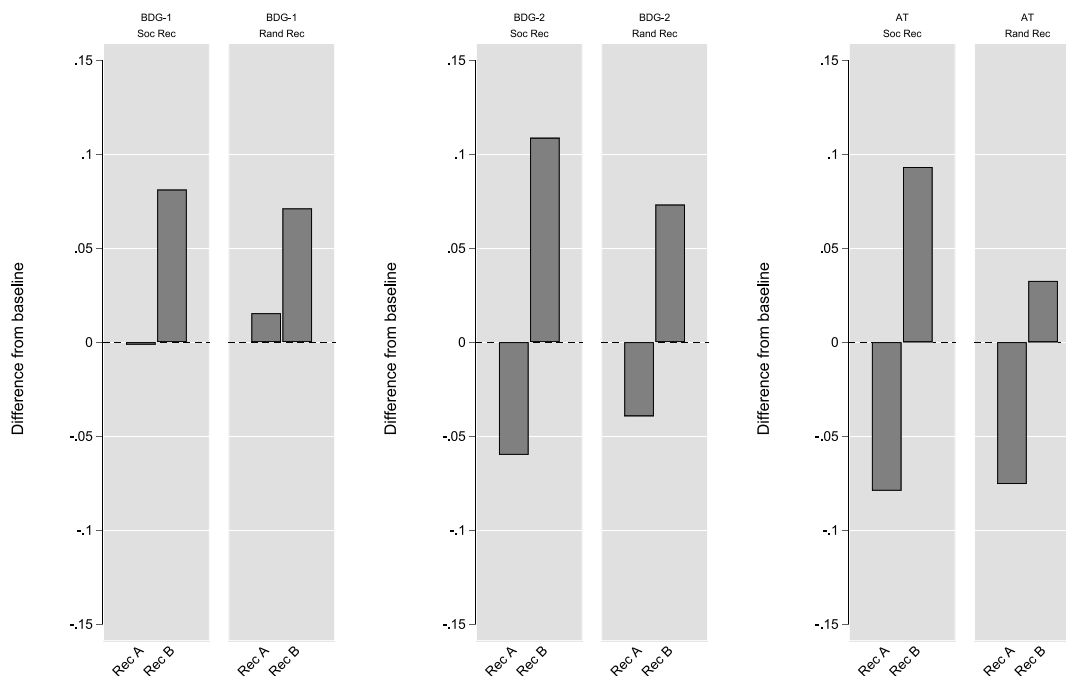 BDG-1
Soc Rec
BDG-1
Rand Rec
Difference from baseline
.15
.1
.05
0
-.05
-.1
-.15
Rec A
Rec B
Rec A
Rec B
BDG-2
Soc Rec
BDG-2
Rand Rec
Difference from baseline
.15
.1
.05
0
-.05
-.1
-.15
Rec A
Rec B
Rec A
Rec B
AT
Soc Rec
AT
Rand Rec
Difference from baseline
.15
.1
.05
0
-.05
-.1
-.15
Rec A
Rec B
Rec A
Rec B